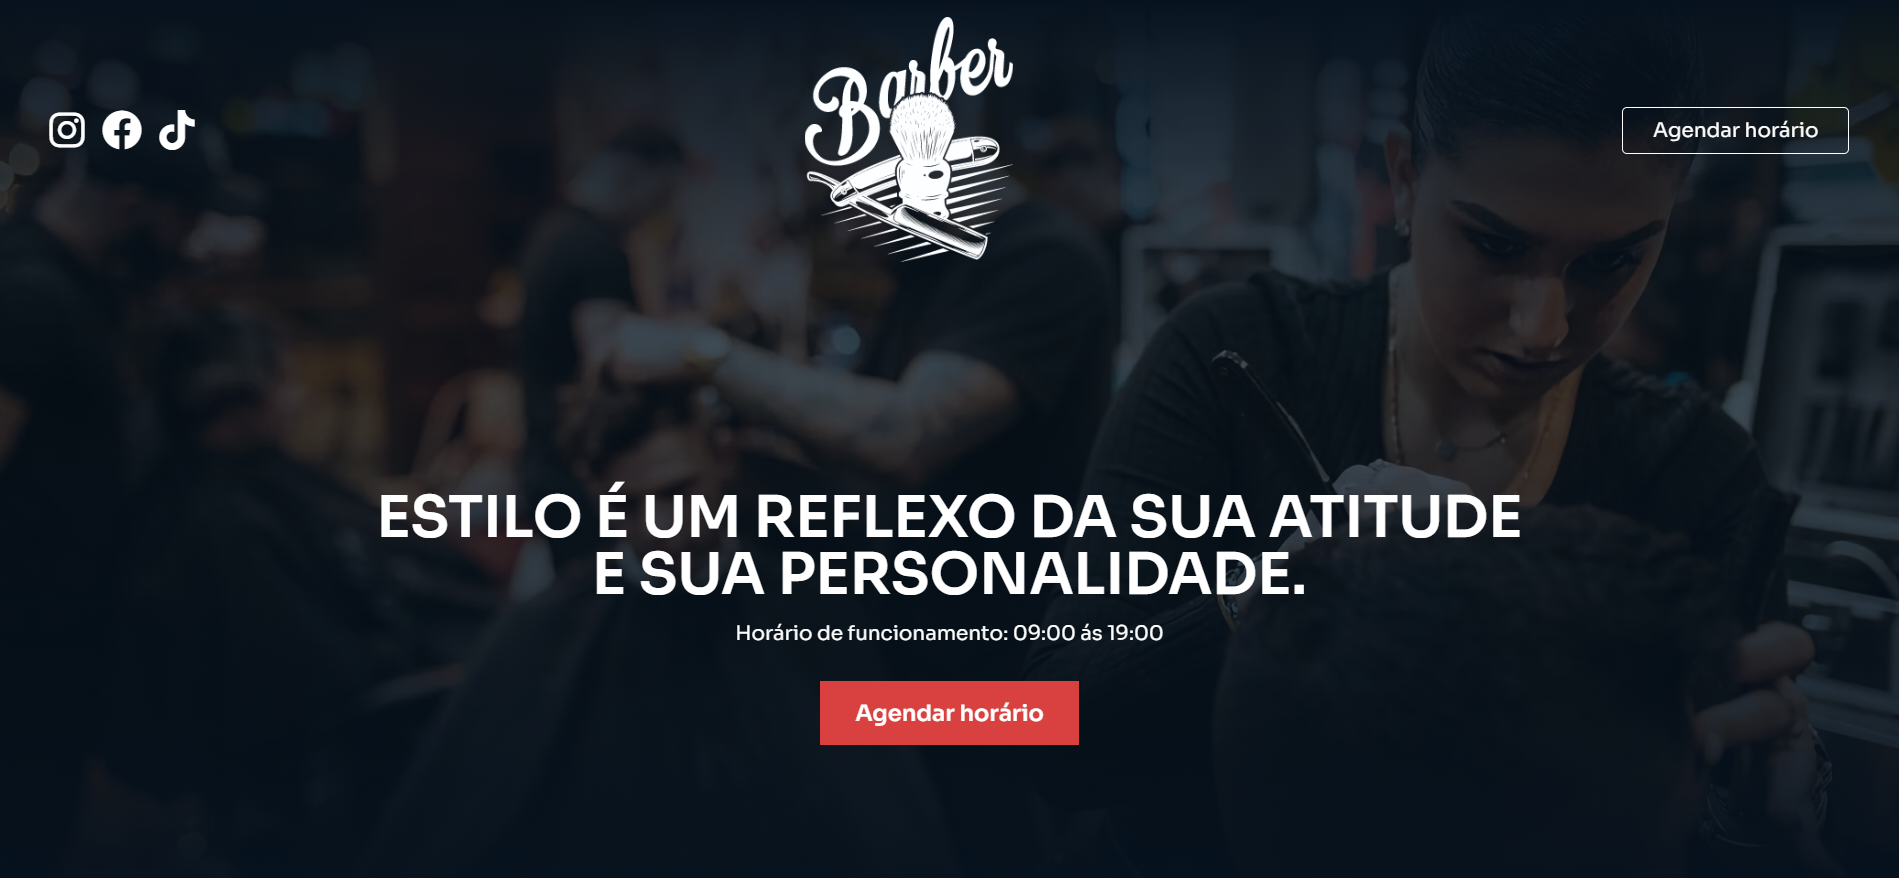 Barber
Agendar horário
ESTILO É UM REFLEXO DA SUA ATITUDE
E SUA PERSONALIDADE.
Horário de funcionamento: 09:00 ás 19:00
Agendar horário